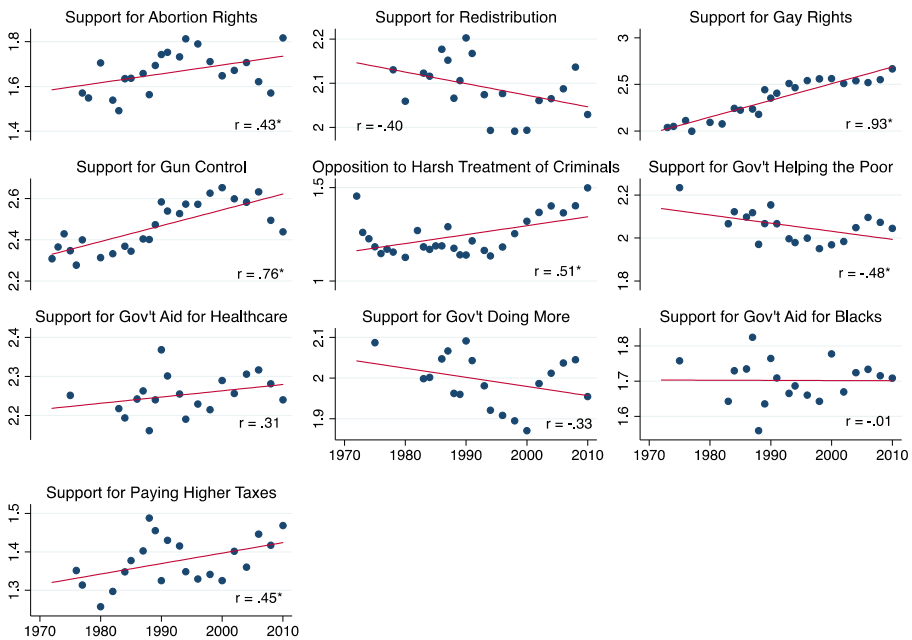 Support for Abortion Rights
1.8
1.6
1.4
r = .43*
Support for Redistribution
2.2
2.1
2
r = -.40
Support for Gay Rights
3
2.5
2
r = .93*
Support for Gun Control
2.6
2.4
2.2
r = .76*
Opposition to Harsh Treatment of Criminals
1.5
1
r = .51*
Support for Gov't Helping the Poor
2.2
2
1.8
r = -.48*
Support for Gov't Aid for Healthcare
2.4
2.3
2.2
2.1
r = .31
Support for Gov't Doing More
2.1
2
1.9
r = -.33
1970 1980 1990 2000 2010
Support for Gov't Aid for Blacks
1.8
1.7
1.6
r = -.01
1970 1980 1990 2000 2010
Support for Paying Higher Taxes
1.5
1.4
1.3
r = .45*
1970 1980 1990 2000 2010